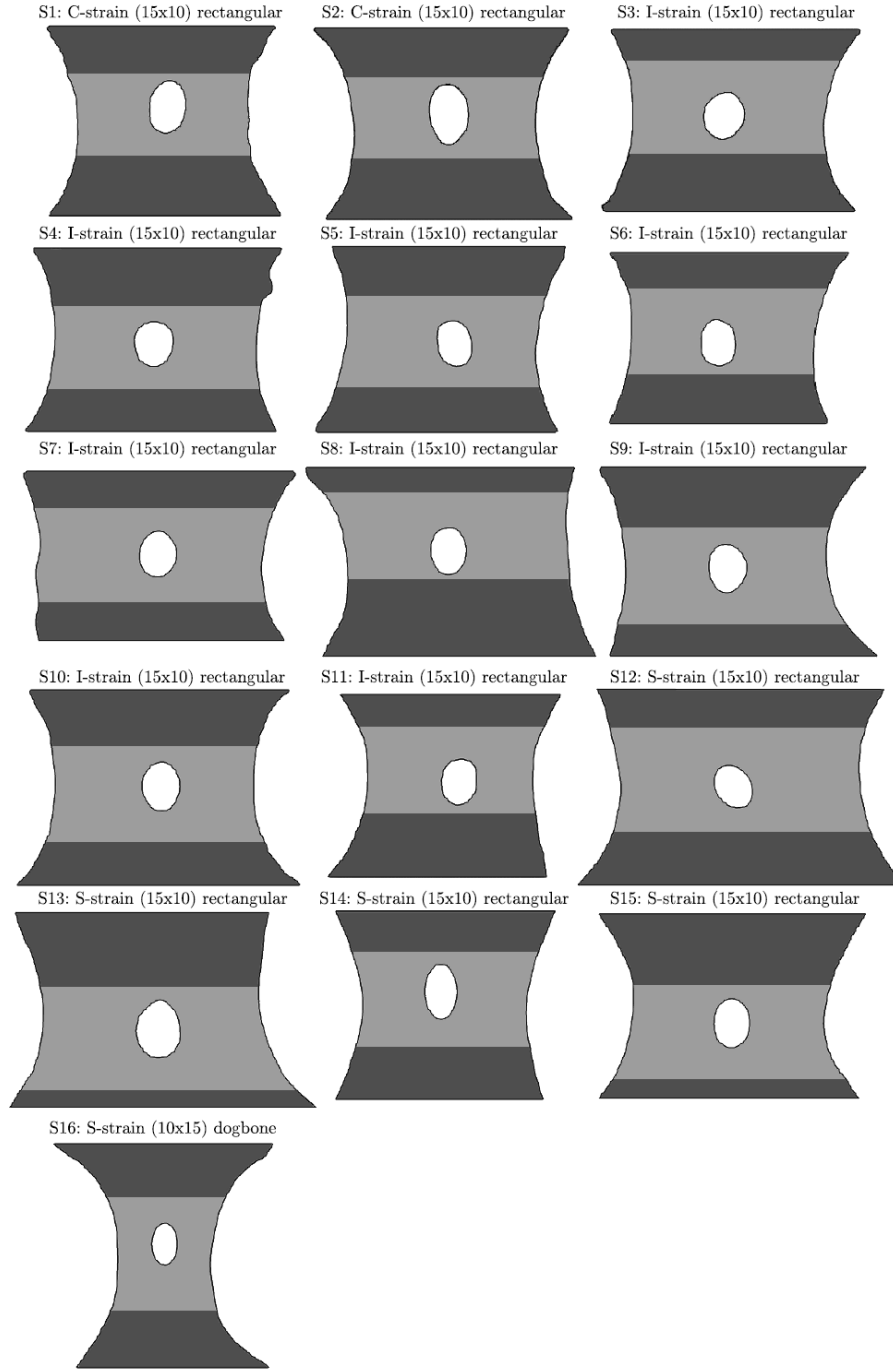 S1: C-strain (15x10) rectangular
S2: C-strain (15x10) rectangular
S3: I-strain (15x10) rectangular
S4: I-strain (15x10) rectangular
S5: I-strain (15x10) rectangular
S6: I-strain (15x10) rectangular
S7: I-strain (15x10) rectangular
S8: I-strain (15x10) rectangular
S9: I-strain (15x10) rectangular
S10: I-strain (15x10) rectangular
S11: I-strain (15x10) rectangular
S12: S-strain (15x10) rectangular
S13: S-strain (15x10) rectangular
S14: S-strain (15x10) rectangular
S15: S-strain (15x10) rectangular
S16: S-strain (10x15) dogbone